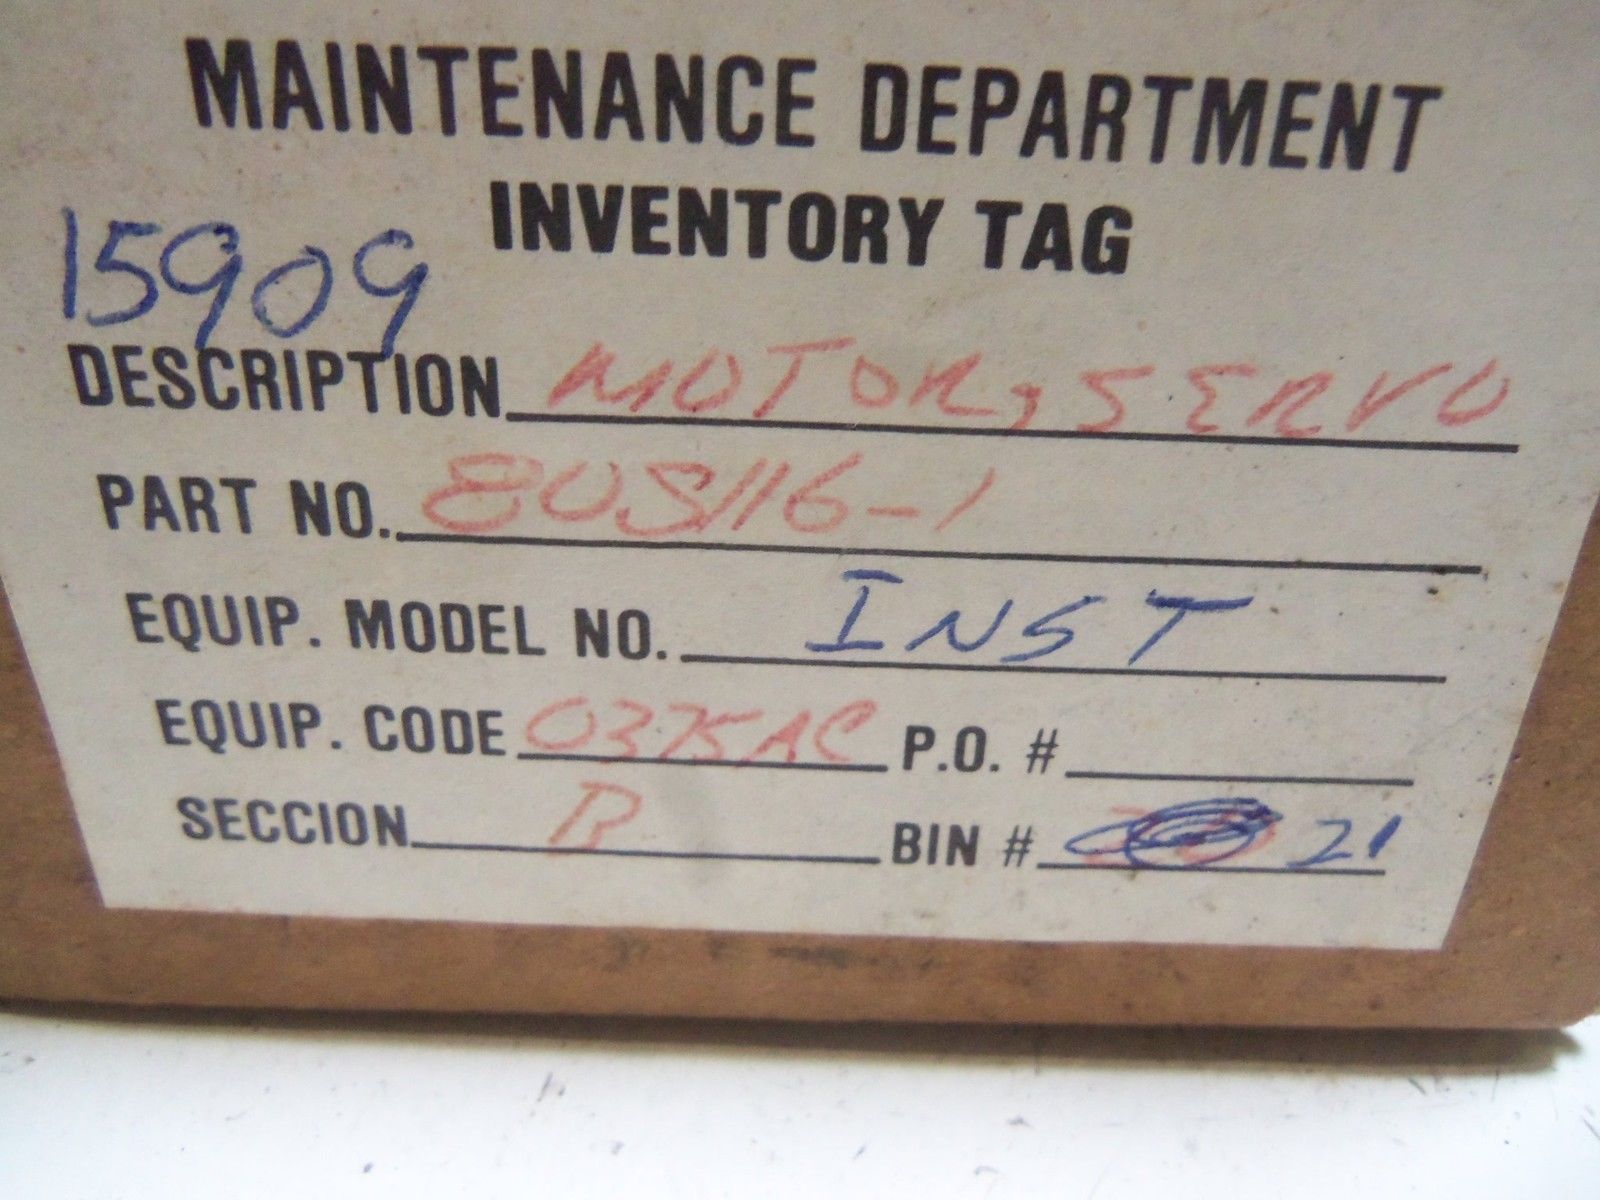 MAINTENANCE DEPARTMENT
INVENTORY TAG
15909
DESCRIPTION MOTOR, SERVO
PART NO. 80S116-1
EQUIP. MODEL NO. INST
EQUIP. CODE 0375AC P.O. #
SECCION R BIN # 21